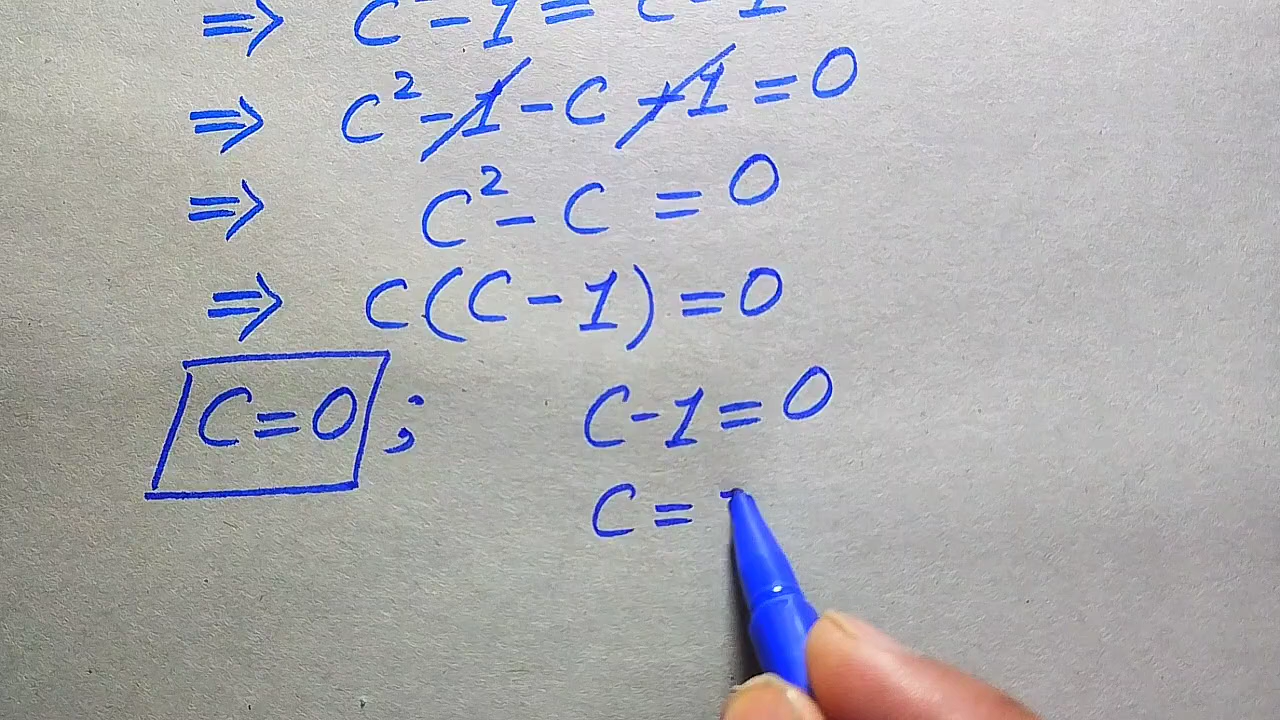 ⇒ C² - 1 - C + 1 = 0
⇒ C² - C = 0
⇒ C(C - 1) = 0
C = 0 ; C - 1 = 0
C =